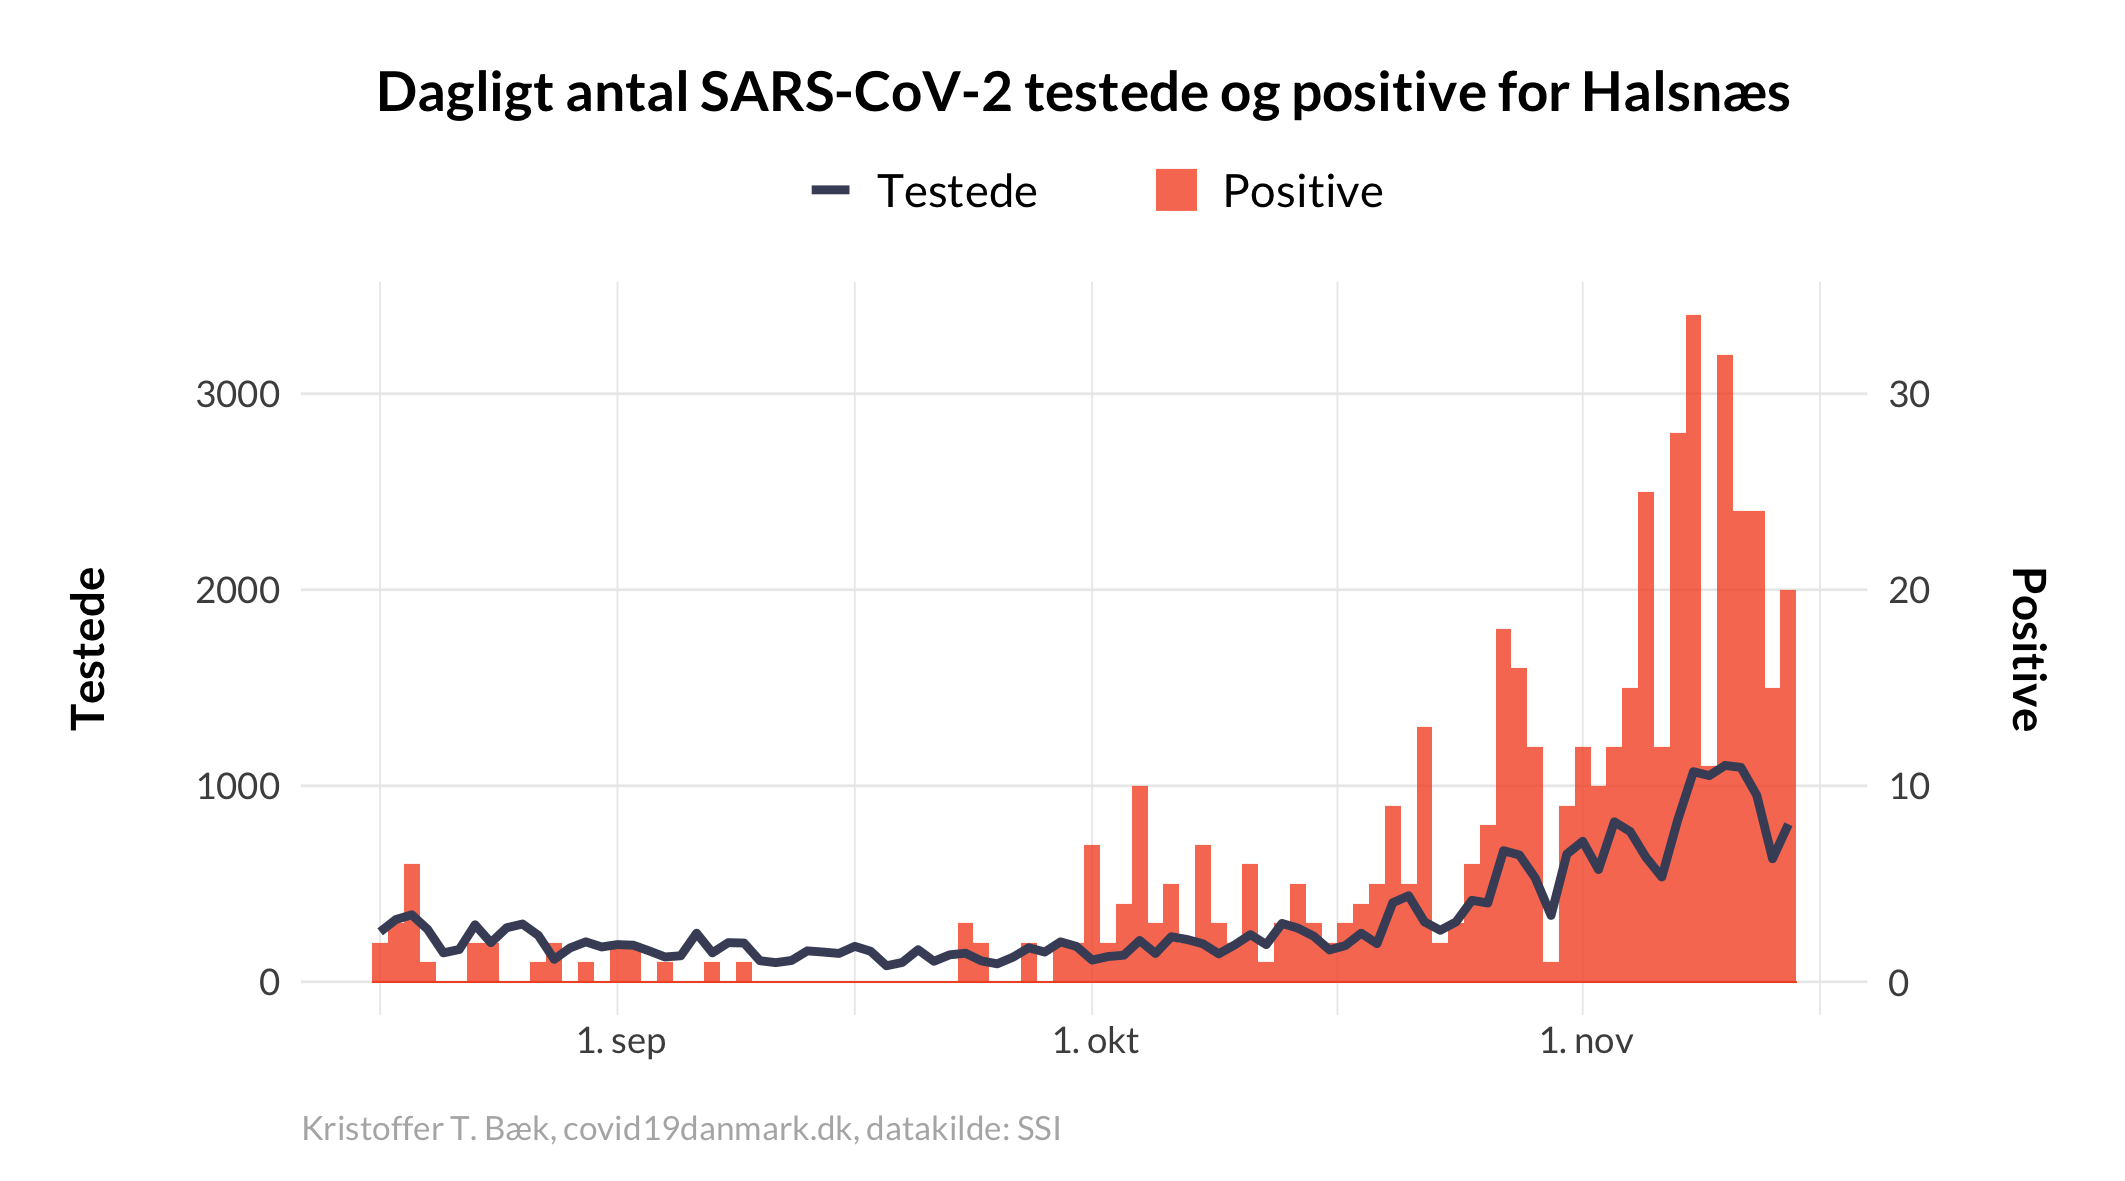 Dagligt antal SARS-CoV-2 testede og positive for Halsnæs
Testede
Positive
3000
2000
1000
0
30
20
10
0
Testede
Positive
1. sep
1. okt
1. nov
Kristoffer T. Bæk, covid19danmark.dk, datakilde: SSI